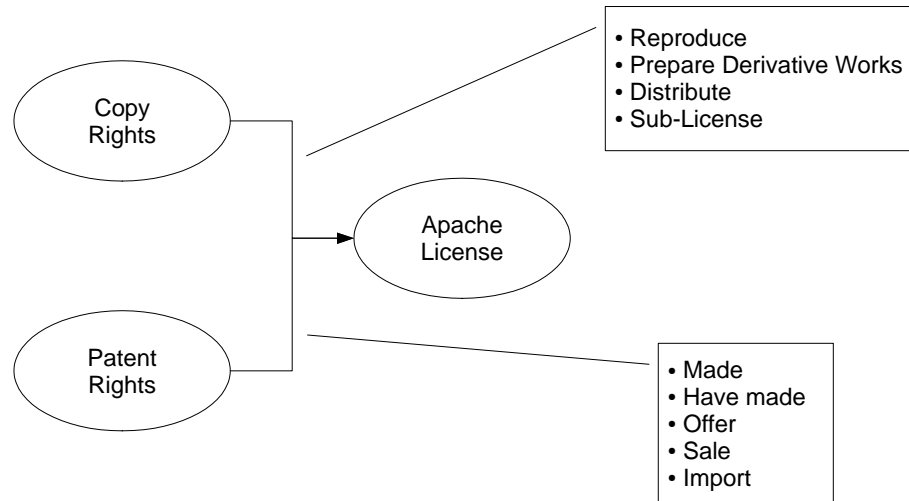 Copy
Rights
• Reproduce
• Prepare Derivative Works
• Distribute
• Sub-License
Apache
License
Patent
Rights
• Made
• Have made
• Offer
• Sale
• Import